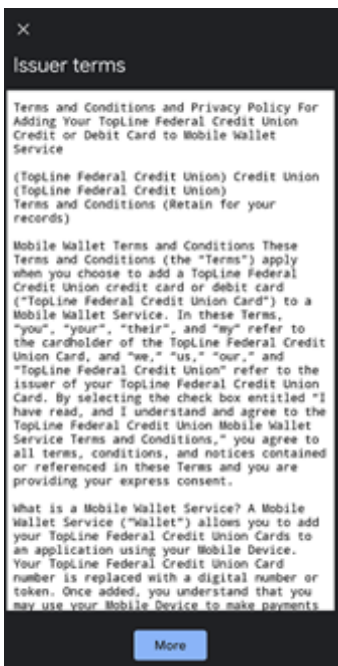 Issuer terms
Terms and Conditions and Privacy Policy For
Adding Your TopLine Federal Credit Union
Credit or Debit Card to Mobile Wallet
Service
(TopLine Federal Credit Union) Credit Union
(TopLine Federal Credit Union)
Terms and Conditions (Retain for your
records)
Mobile Wallet Terms and Conditions These
Terms and Conditions (the "Terms") apply
when you choose to add a TopLine Federal
Credit Union credit card or debit card
("TopLine Federal Credit Union Card") to a
Mobile Wallet Service. In these Terms,
"you", "your", "their", and "my" refer to
the cardholder of the TopLine Federal Credit
Union Card, and "we," "us," "our," and
"TopLine Federal Credit Union" refer to the
issuer of your TopLine Federal Credit Union
Card. By selecting the check box entitled "I
have read, and I understand and agree to the
TopLine Federal Credit Union Mobile Wallet
Service Terms and Conditions," you agree to
all terms, conditions, and notices contained
or referenced in these Terms and you are
providing your express consent.
What is a Mobile Wallet Service? A Mobile
Wallet Service ("Wallet") allows you to add
your TopLine Federal Credit Union Cards to
an application using your Mobile Device.
Your TopLine Federal Credit Union Card
number is replaced with a digital number or
token. Once added, you understand that you
may use your Mobile Device to make payments
More